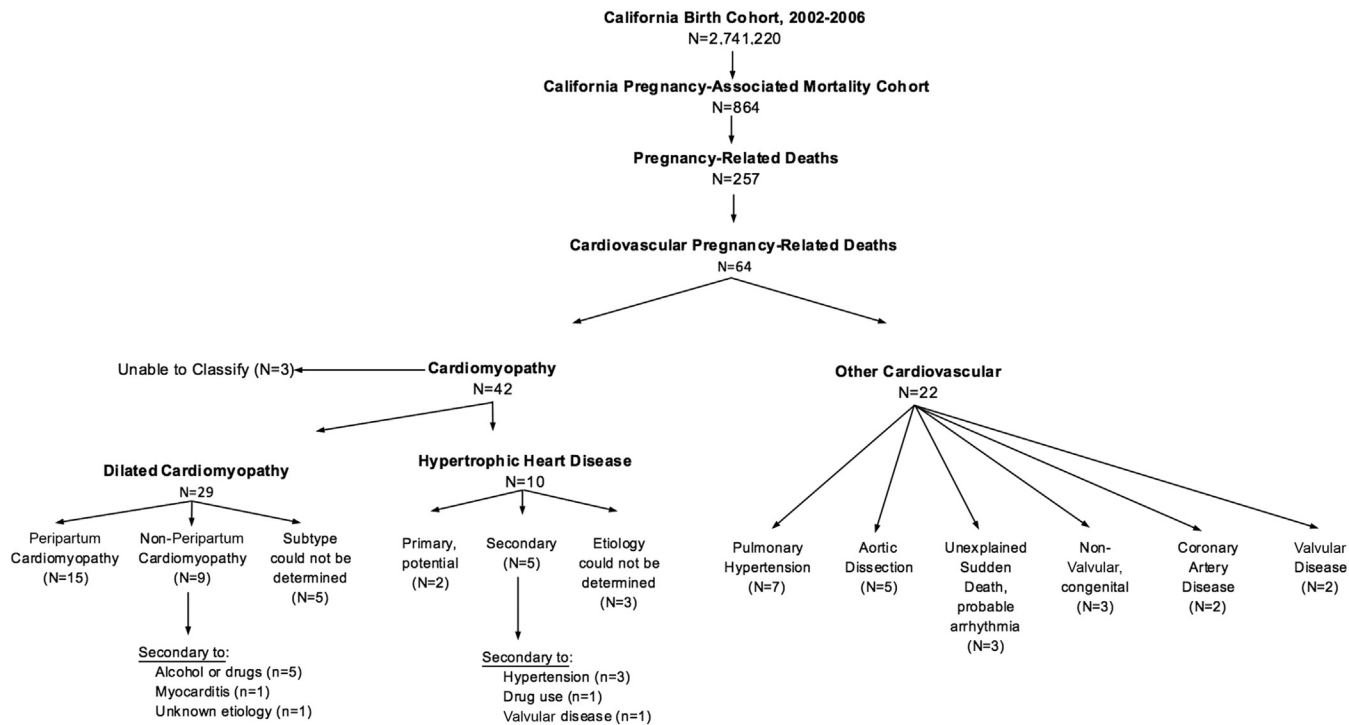 California Birth Cohort, 2002-2006
N=2,741,220
California Pregnancy-Associated Mortality Cohort
N=864
Pregnancy-Related Deaths
N=257
Cardiovascular Pregnancy-Related Deaths
N=64
Unable to Classify (N=3)
Cardiomyopathy
N=42
Other Cardiovascular
N=22
Dilated Cardiomyopathy
N=29
Hypertrophic Heart Disease
N=10
Peripartum
Cardiomyopathy
(N=15)
Non-Peripartum
Cardiomyopathy
(N=9)
Subtype
could not be
determined
(N=5)
Primary,
potential
(N=2)
Secondary
(N=5)
Etiology
could not be
determined
(N=3)
Pulmonary
Hypertension
(N=7)
Aortic
Dissection
(N=5)
Unexplained
Sudden
Death,
probable
arrhythmia
(N=3)
Non-
Valvular,
congenital
(N=3)
Coronary
Artery
Disease
(N=2)
Valvular
Disease
(N=2)
Secondary to:
Alcohol or drugs (n=5)
Myocarditis (n=1)
Unknown etiology (n=1)
Secondary to:
Hypertension (n=3)
Drug use (n=1)
Valvular disease (n=1)